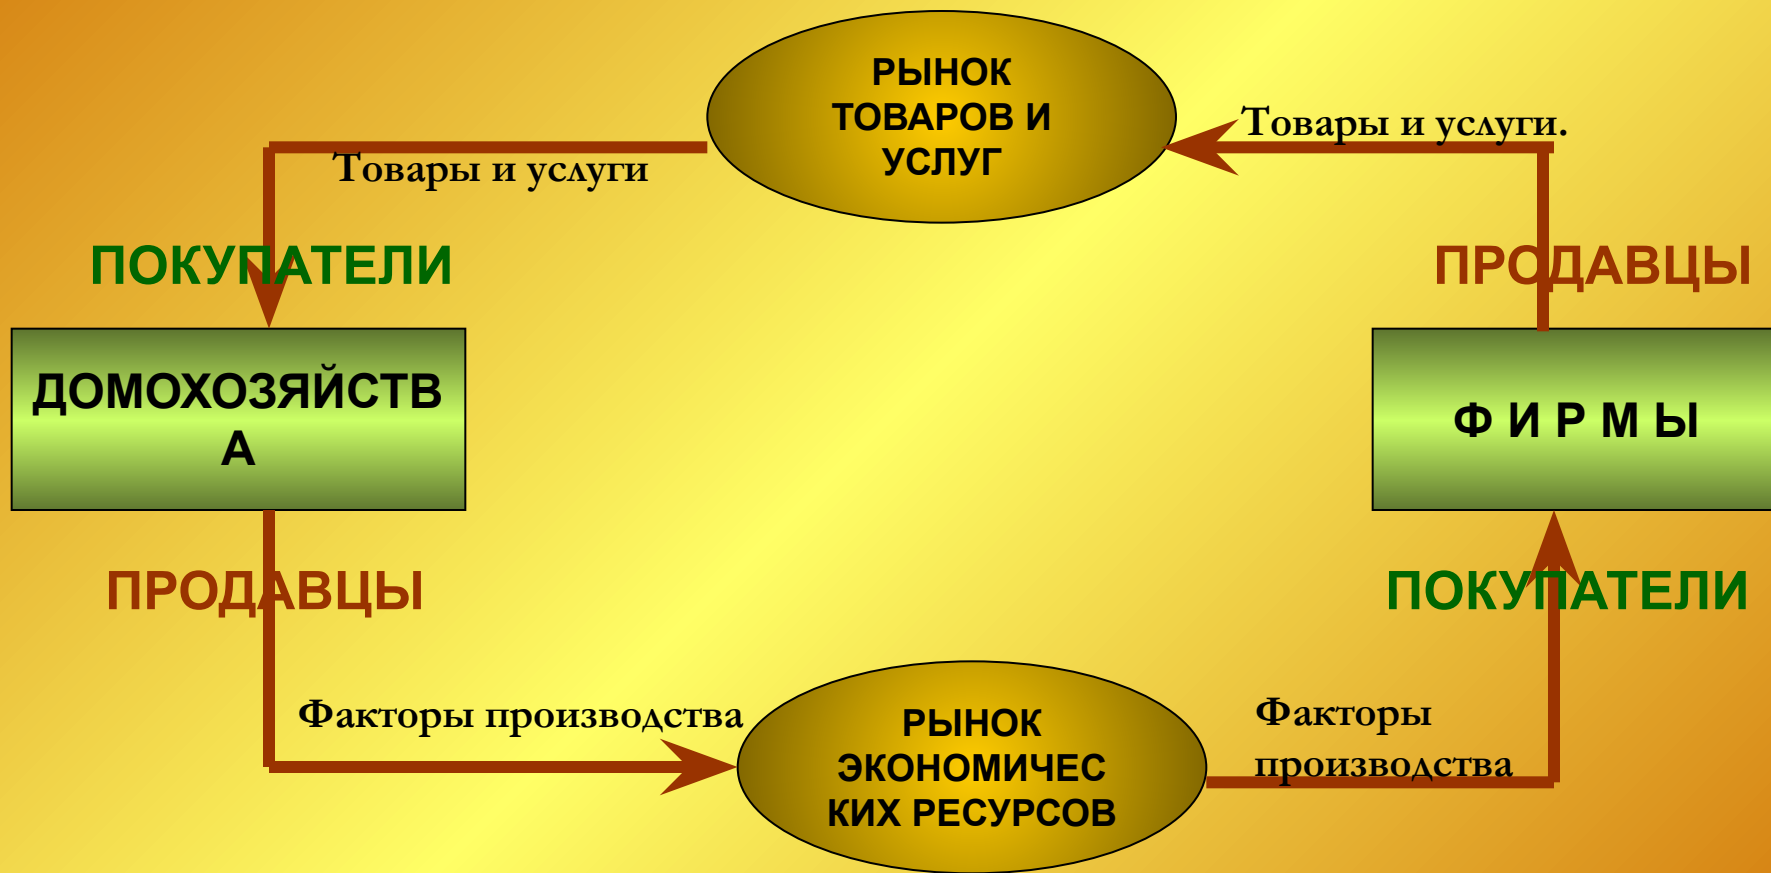 РЫНОК
ТОВАРОВ И
УСЛУГ
Товары и услуги.
Товары и услуги
ПОКУПАТЕЛИ
ПРОДАВЦЫ
ДОМОХОЗЯЙСТВ
А
Ф И Р М Ы
ПРОДАВЦЫ
ПОКУПАТЕЛИ
Факторы производства
РЫНОК
ЭКОНОМИЧЕС
КИХ РЕСУРСОВ
Факторы
производства